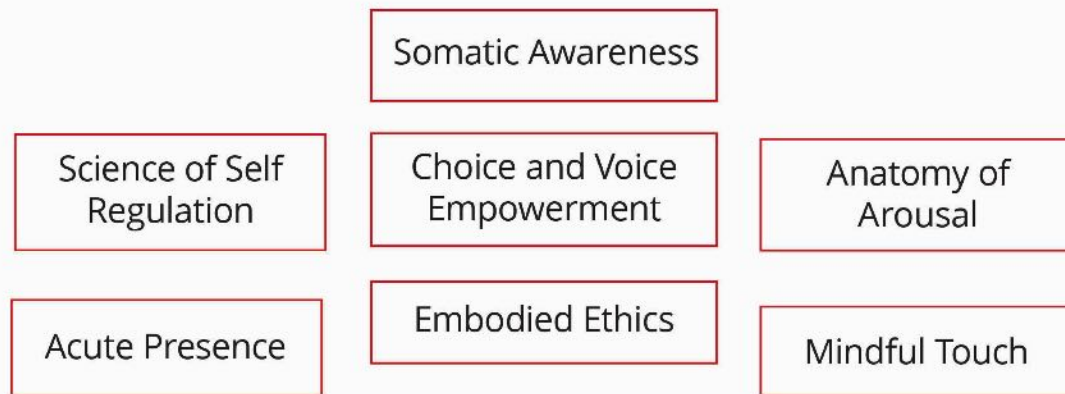 Somatic Awareness
Science of Self
Regulation
Choice and Voice
Empowerment
Anatomy of
Arousal
Acute Presence
Embodied Ethics
Mindful Touch